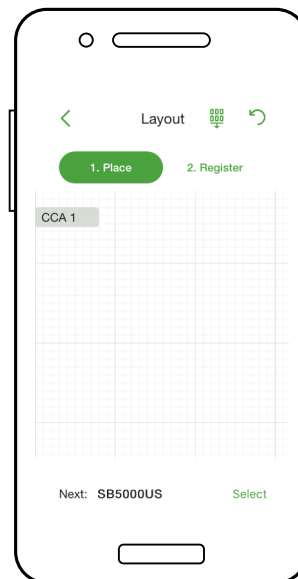 Layout
1. Place 2. Register
CCA 1
Next: SB5000US Select